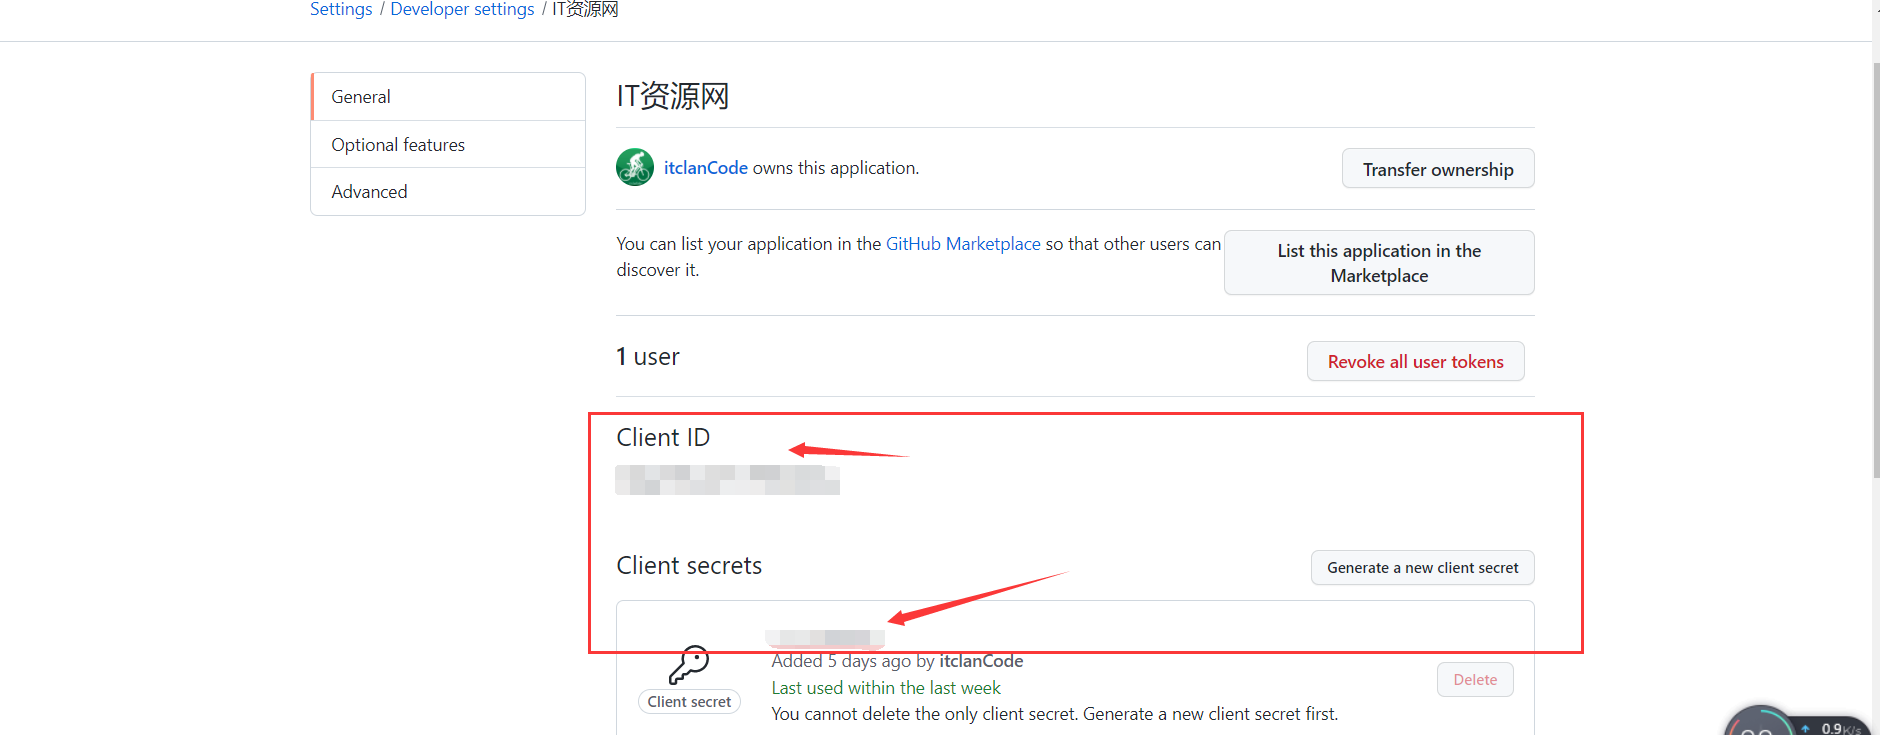 Settings / Developer settings / IT资源网
General
Optional features
Advanced
IT资源网
itclanCode owns this application.
Transfer ownership
You can list your application in the GitHub Marketplace so that other users can
discover it.
List this application in the
Marketplace
1 user
Revoke all user tokens
Client ID
Client secrets
Generate a new client secret
Client secret
Added 5 days ago by itclanCode
Last used within the last week
You cannot delete the only client secret. Generate a new client secret first.
Delete
0.9K/s